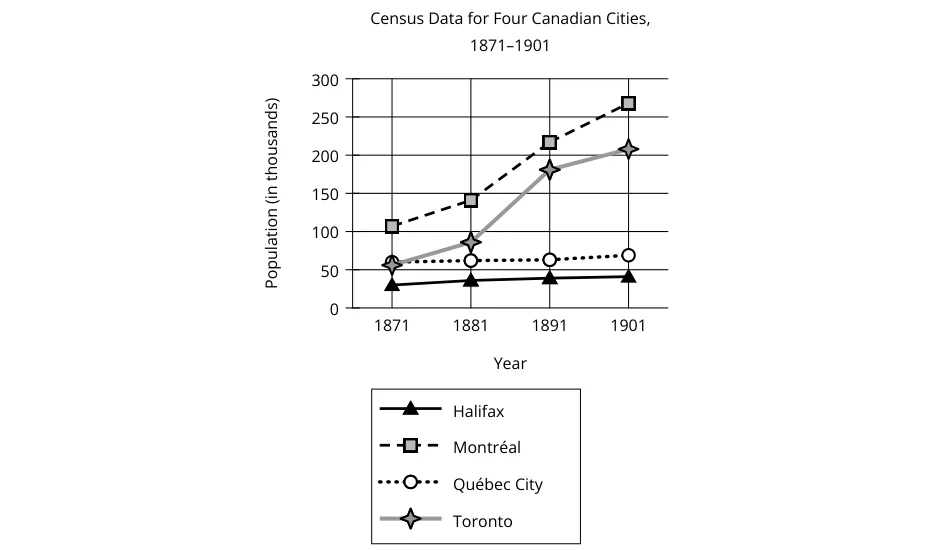 Census Data for Four Canadian Cities,
1871–1901
Population (in thousands)
300
250
200
150
100
50
0
1871 1881 1891 1901
Year
Halifax
Montréal
Québec City
Toronto